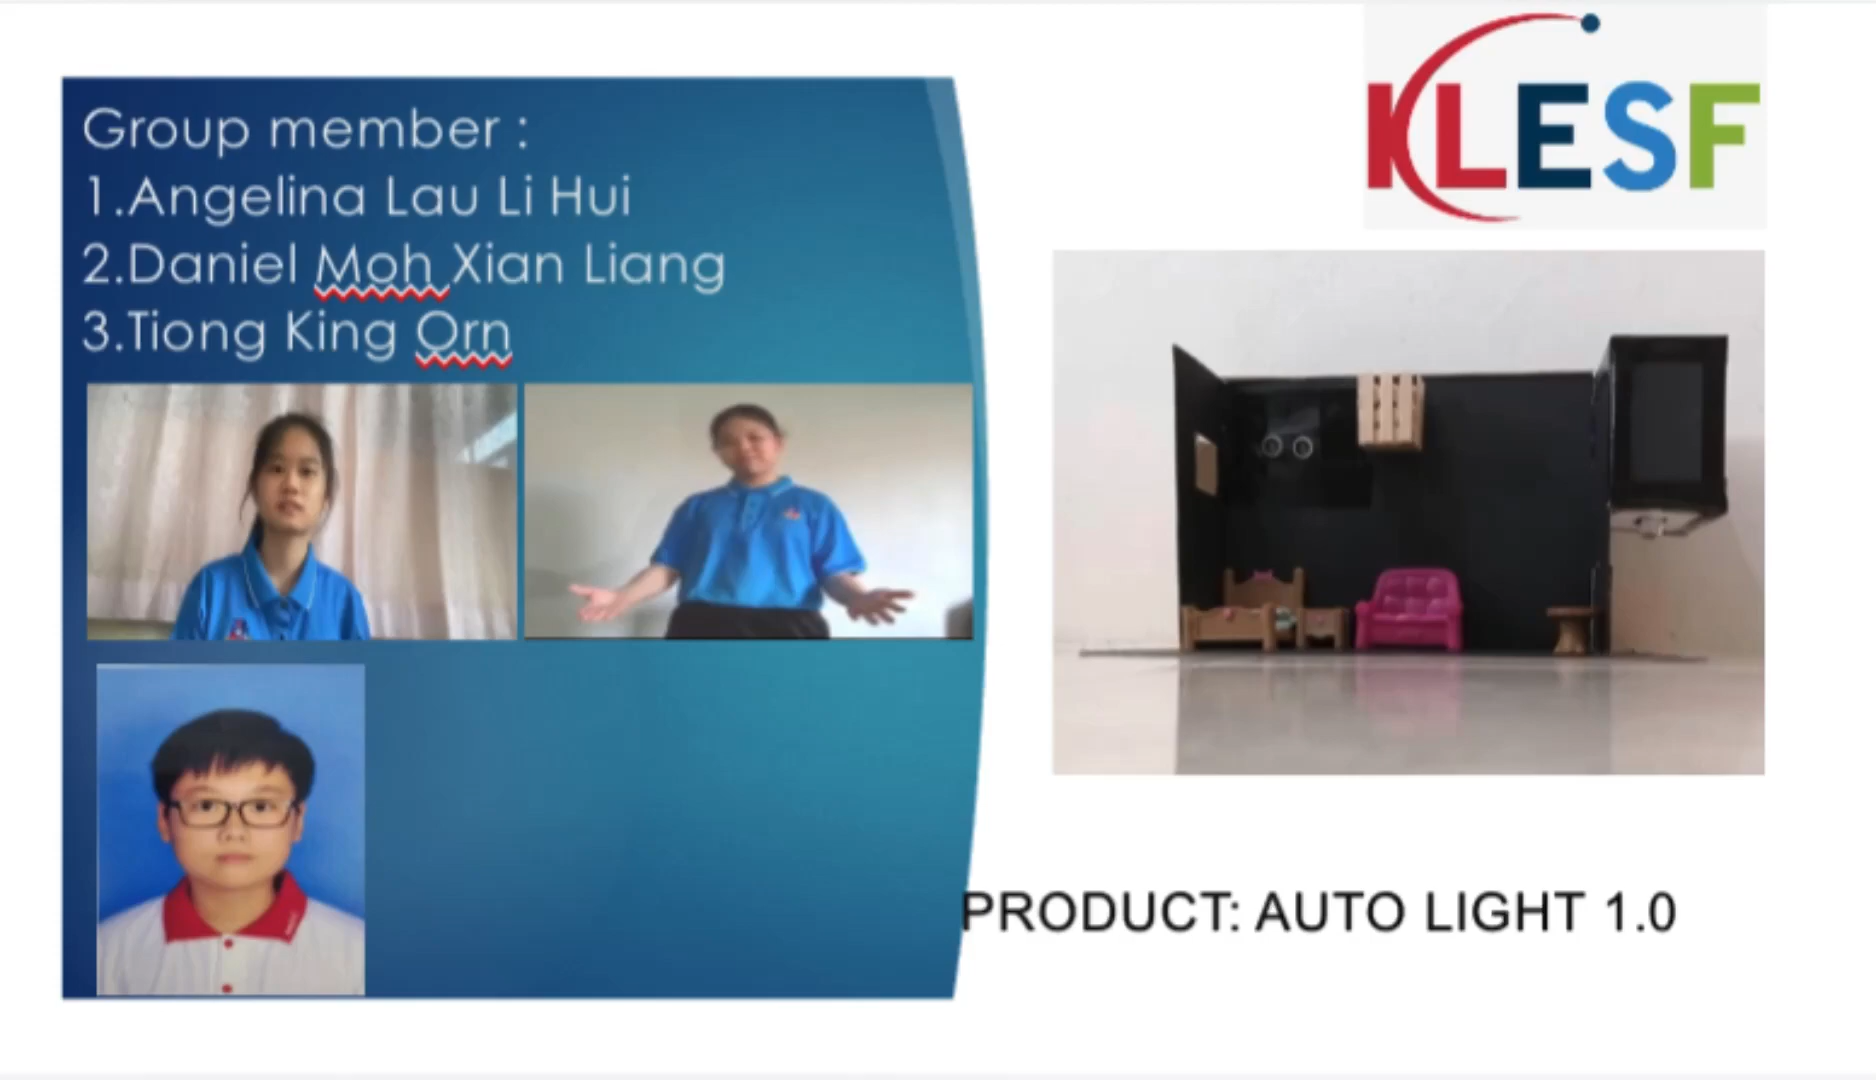 Group member :
1.Angelina Lau Li Hui
2.Daniel Moh Xian Liang
3.Tiong King Orn
KLESF
PRODUCT: AUTO LIGHT 1.0